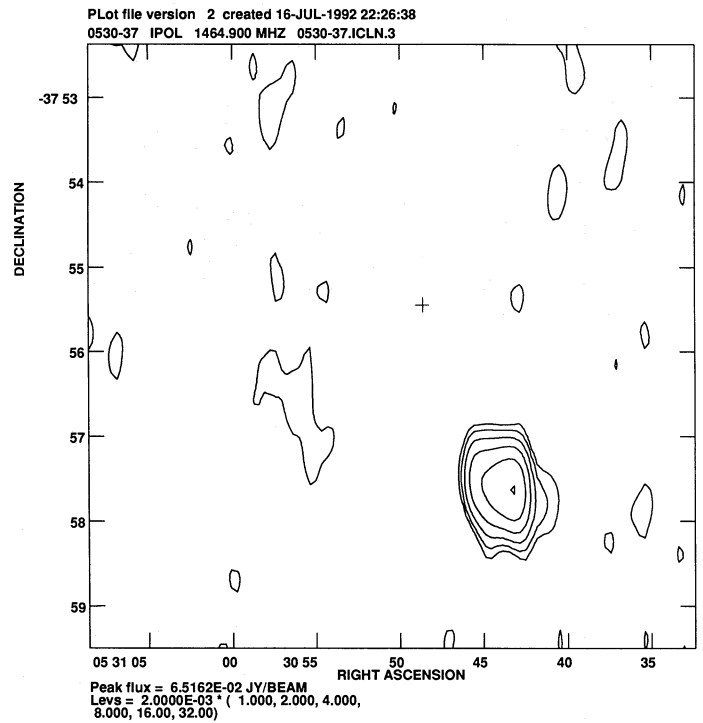 PLot file version 2 created 16-JUL-1992 22:26:38
0530-37 IPOL 1464.900 MHZ 0530-37.ICLN.3
-37 53
54
55
56
57
58
59
DECLINATION
05 31 05 00 30 55 50 45 40 35
RIGHT ASCENSION
Peak flux = 6.5162E-02 JY/BEAM
Levs = 2.0000E-03 * ( 1.000, 2.000, 4.000,
8.000, 16.00, 32.00)